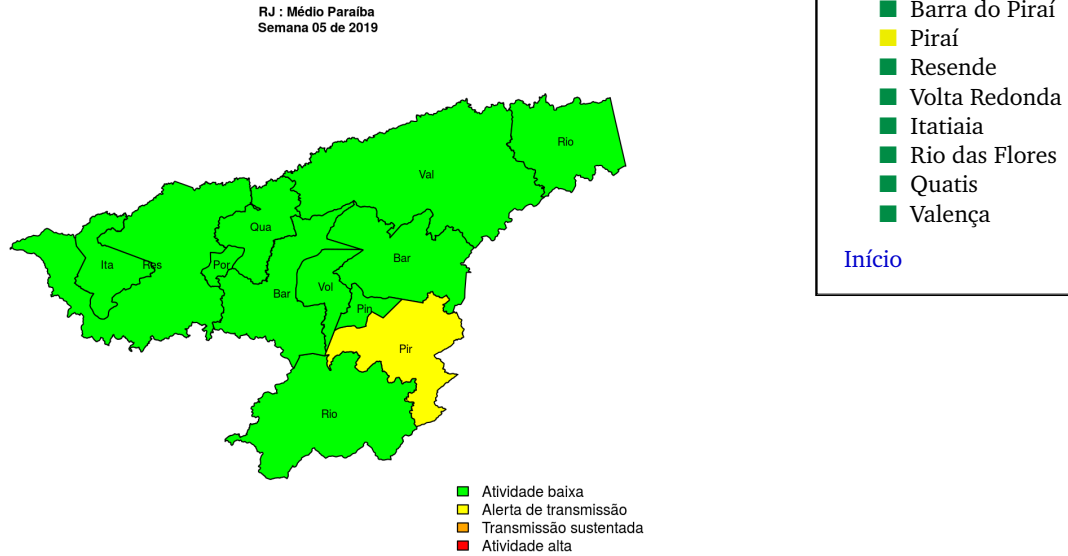 RJ : Médio Paraíba
Semana 05 de 2019
Rio
Val
Qua
Ita
Res
Por
Bar
Bar
Vol
Pin
Pir
Rio
Atividade baixa
Alerta de transmissão
Transmissão sustentada
Atividade alta
Barra do Piraí
Piraí
Resende
Volta Redonda
Itatiaia
Rio das Flores
Quatis
Valença
Início